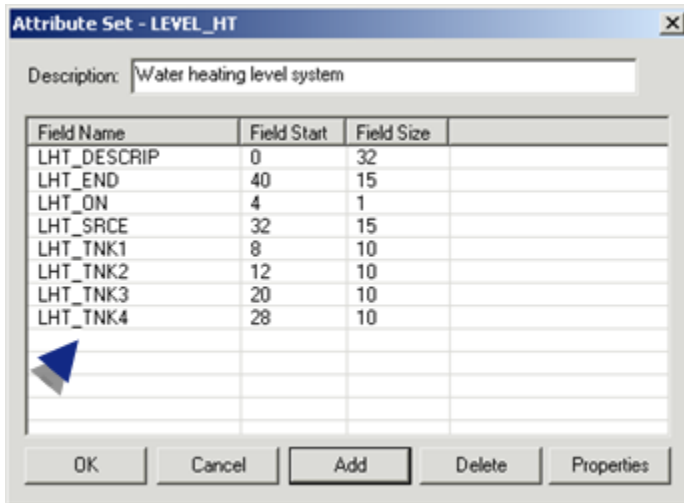 Attribute Set - LEVEL_HT
Description: Water heating level system
Field Name Field Start Field Size
LHT_DESCRIP 0 32
LHT_END 40 15
LHT_ON 4 1
LHT_SRCE 32 15
LHT_TNK1 8 10
LHT_TNK2 12 10
LHT_TNK3 20 10
LHT_TNK4 28 10
OK Cancel Add Delete Properties